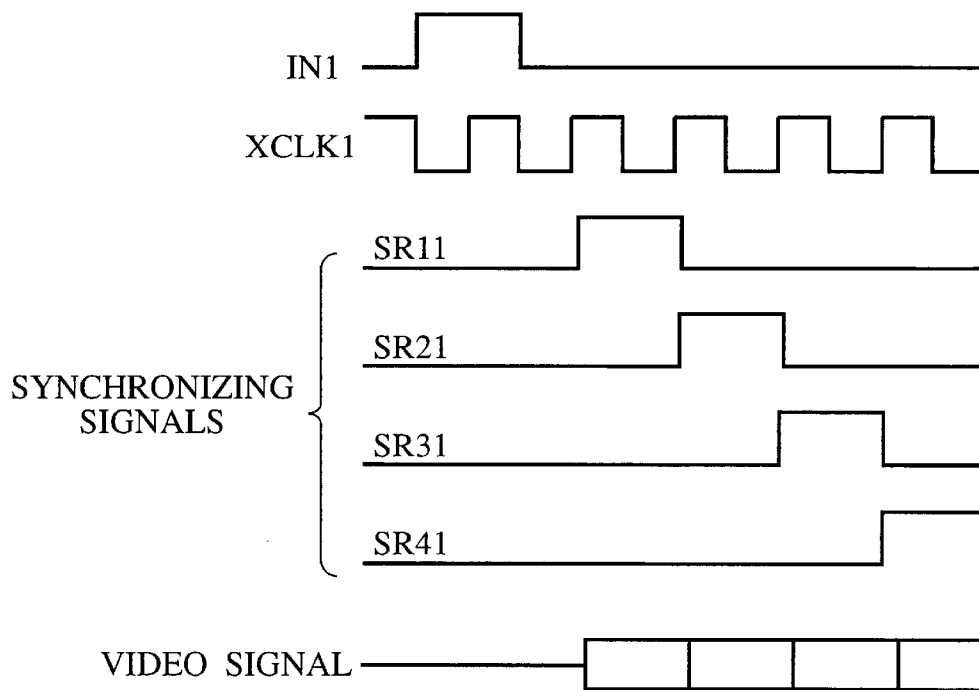 IN1
XCLK1
SR11
SR21
SYNCHRONIZING
SIGNALS
SR31
SR41
VIDEO SIGNAL